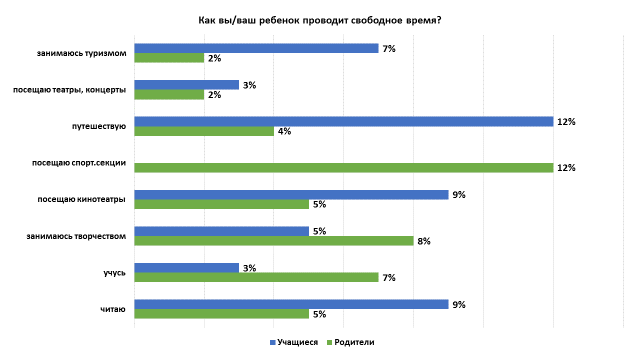 Как вы/ваш ребенок проводит свободное время?
занимаюсь туризмом
7%
2%
посещаю театры, концерты
3%
2%
путешествую
12%
4%
посещаю спорт.секции
12%
посещаю кинотеатры
9%
5%
занимаюсь творчеством
5%
8%
учусь
3%
7%
читаю
9%
5%
Учащиеся Родители